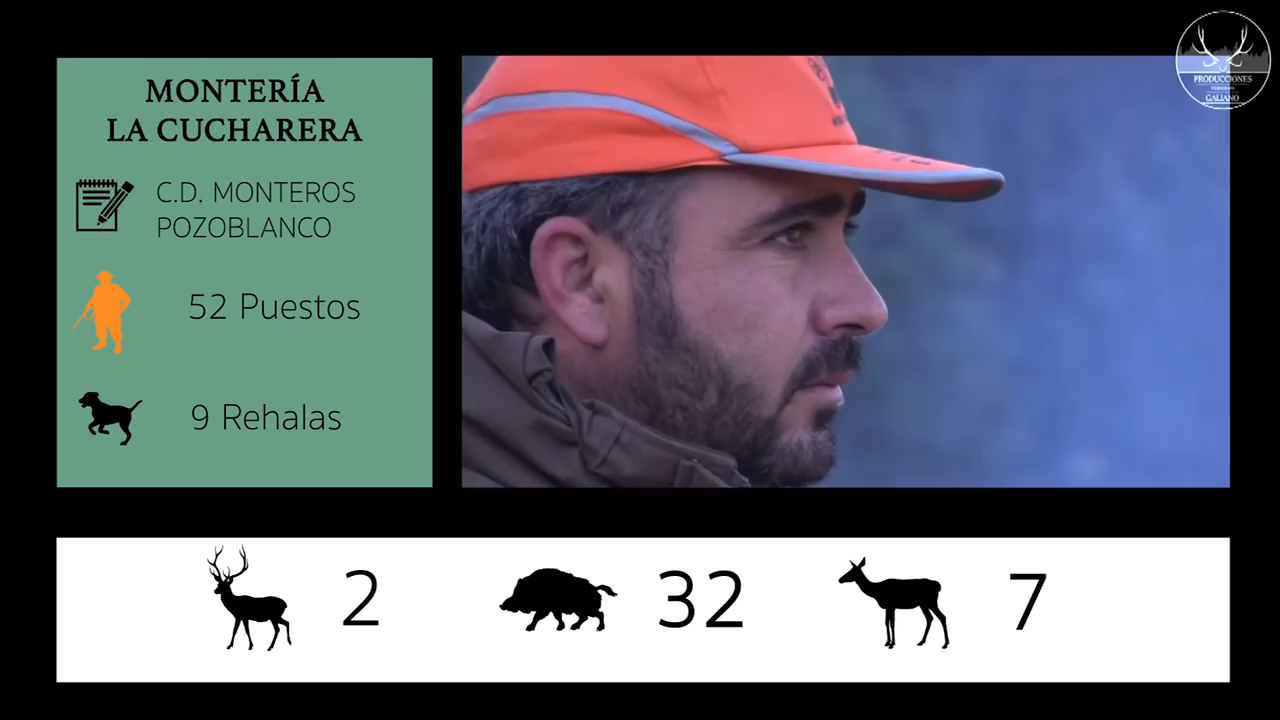 MONTERÍA
LA CUCHARERA
C.D. MONTEROS
POZOBLANCO
52 Puestos
9 Rehalas
PRODUCCIONES
GALIANO
2
32
7